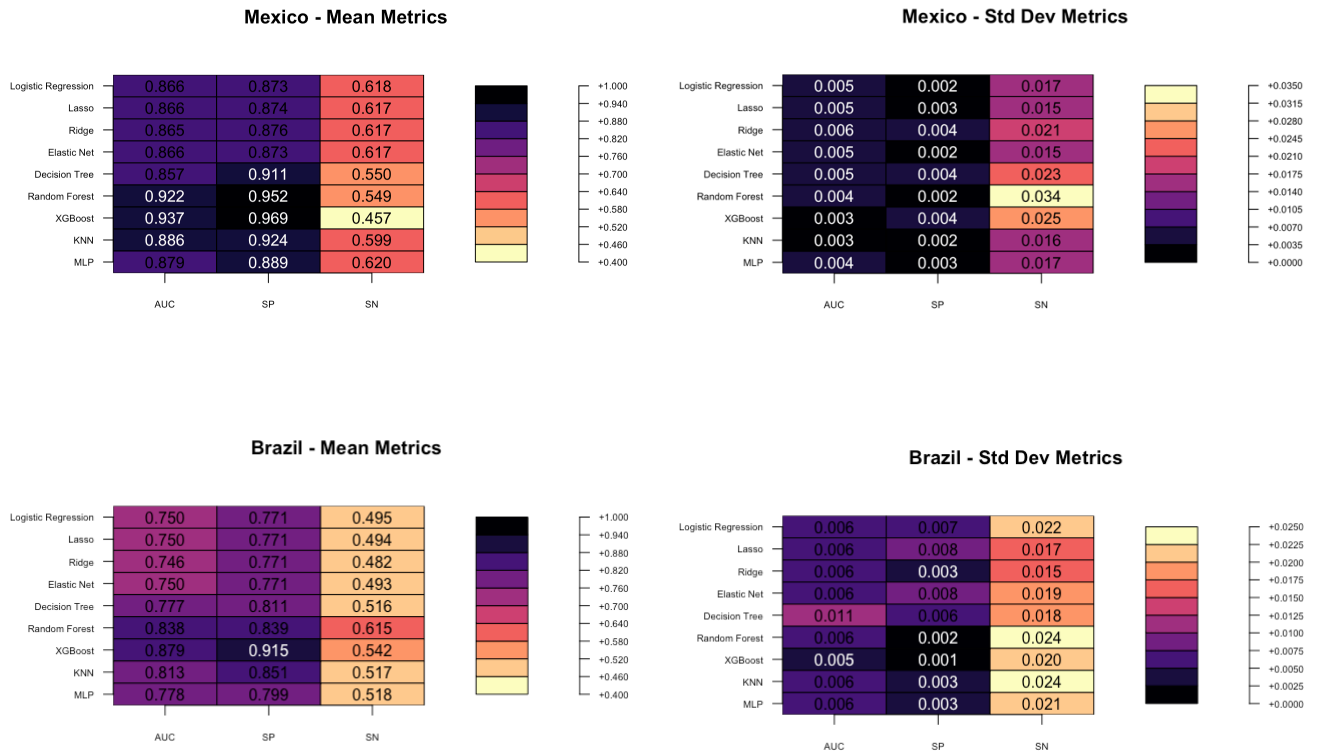 Mexico - Mean Metrics
Logistic Regression 0.866 0.873 0.618
Lasso 0.866 0.874 0.617
Ridge 0.865 0.876 0.617
Elastic Net 0.866 0.873 0.617
Decision Tree 0.857 0.911 0.550
Random Forest 0.922 0.952 0.549
XGBoost 0.937 0.969 0.457
KNN 0.886 0.924 0.599
MLP 0.879 0.889 0.620
AUC SP SN
+1.000
+0.940
+0.880
+0.820
+0.760
+0.700
+0.640
+0.580
+0.520
+0.460
+0.400
Mexico - Std Dev Metrics
Logistic Regression 0.005 0.002 0.017
Lasso 0.005 0.003 0.015
Ridge 0.006 0.004 0.021
Elastic Net 0.005 0.002 0.015
Decision Tree 0.005 0.004 0.023
Random Forest 0.004 0.002 0.034
XGBoost 0.003 0.004 0.025
KNN 0.003 0.002 0.016
MLP 0.004 0.003 0.017
AUC SP SN
+0.0350
+0.0315
+0.0280
+0.0245
+0.0210
+0.0175
+0.0140
+0.0105
+0.0070
+0.0035
+0.0000
Brazil - Mean Metrics
Logistic Regression 0.750 0.771 0.495
Lasso 0.750 0.771 0.494
Ridge 0.746 0.771 0.482
Elastic Net 0.750 0.771 0.493
Decision Tree 0.777 0.811 0.516
Random Forest 0.838 0.839 0.615
XGBoost 0.879 0.915 0.542
KNN 0.813 0.851 0.517
MLP 0.778 0.799 0.518
AUC SP SN
+1.000
+0.940
+0.880
+0.820
+0.760
+0.700
+0.640
+0.580
+0.520
+0.460
+0.400
Brazil - Std Dev Metrics
Logistic Regression 0.006 0.007 0.022
Lasso 0.006 0.008 0.017
Ridge 0.006 0.003 0.015
Elastic Net 0.006 0.008 0.019
Decision Tree 0.011 0.006 0.018
Random Forest 0.006 0.002 0.024
XGBoost 0.005 0.001 0.020
KNN 0.006 0.003 0.024
MLP 0.006 0.003 0.021
AUC SP SN
+0.0250
+0.0225
+0.0200
+0.0175
+0.0150
+0.0125
+0.0100
+0.0075
+0.0050
+0.0025
+0.0000